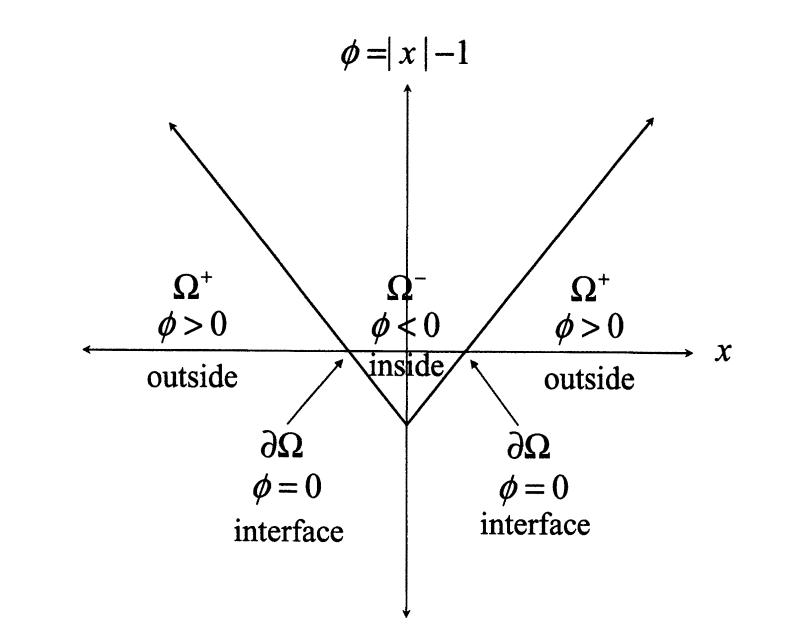 ϕ=|x|−1
Ω⁺
ϕ>0
outside
Ω⁻
ϕ<0
inside
Ω⁺
ϕ>0
outside
x
∂Ω
ϕ=0
interface
∂Ω
ϕ=0
interface